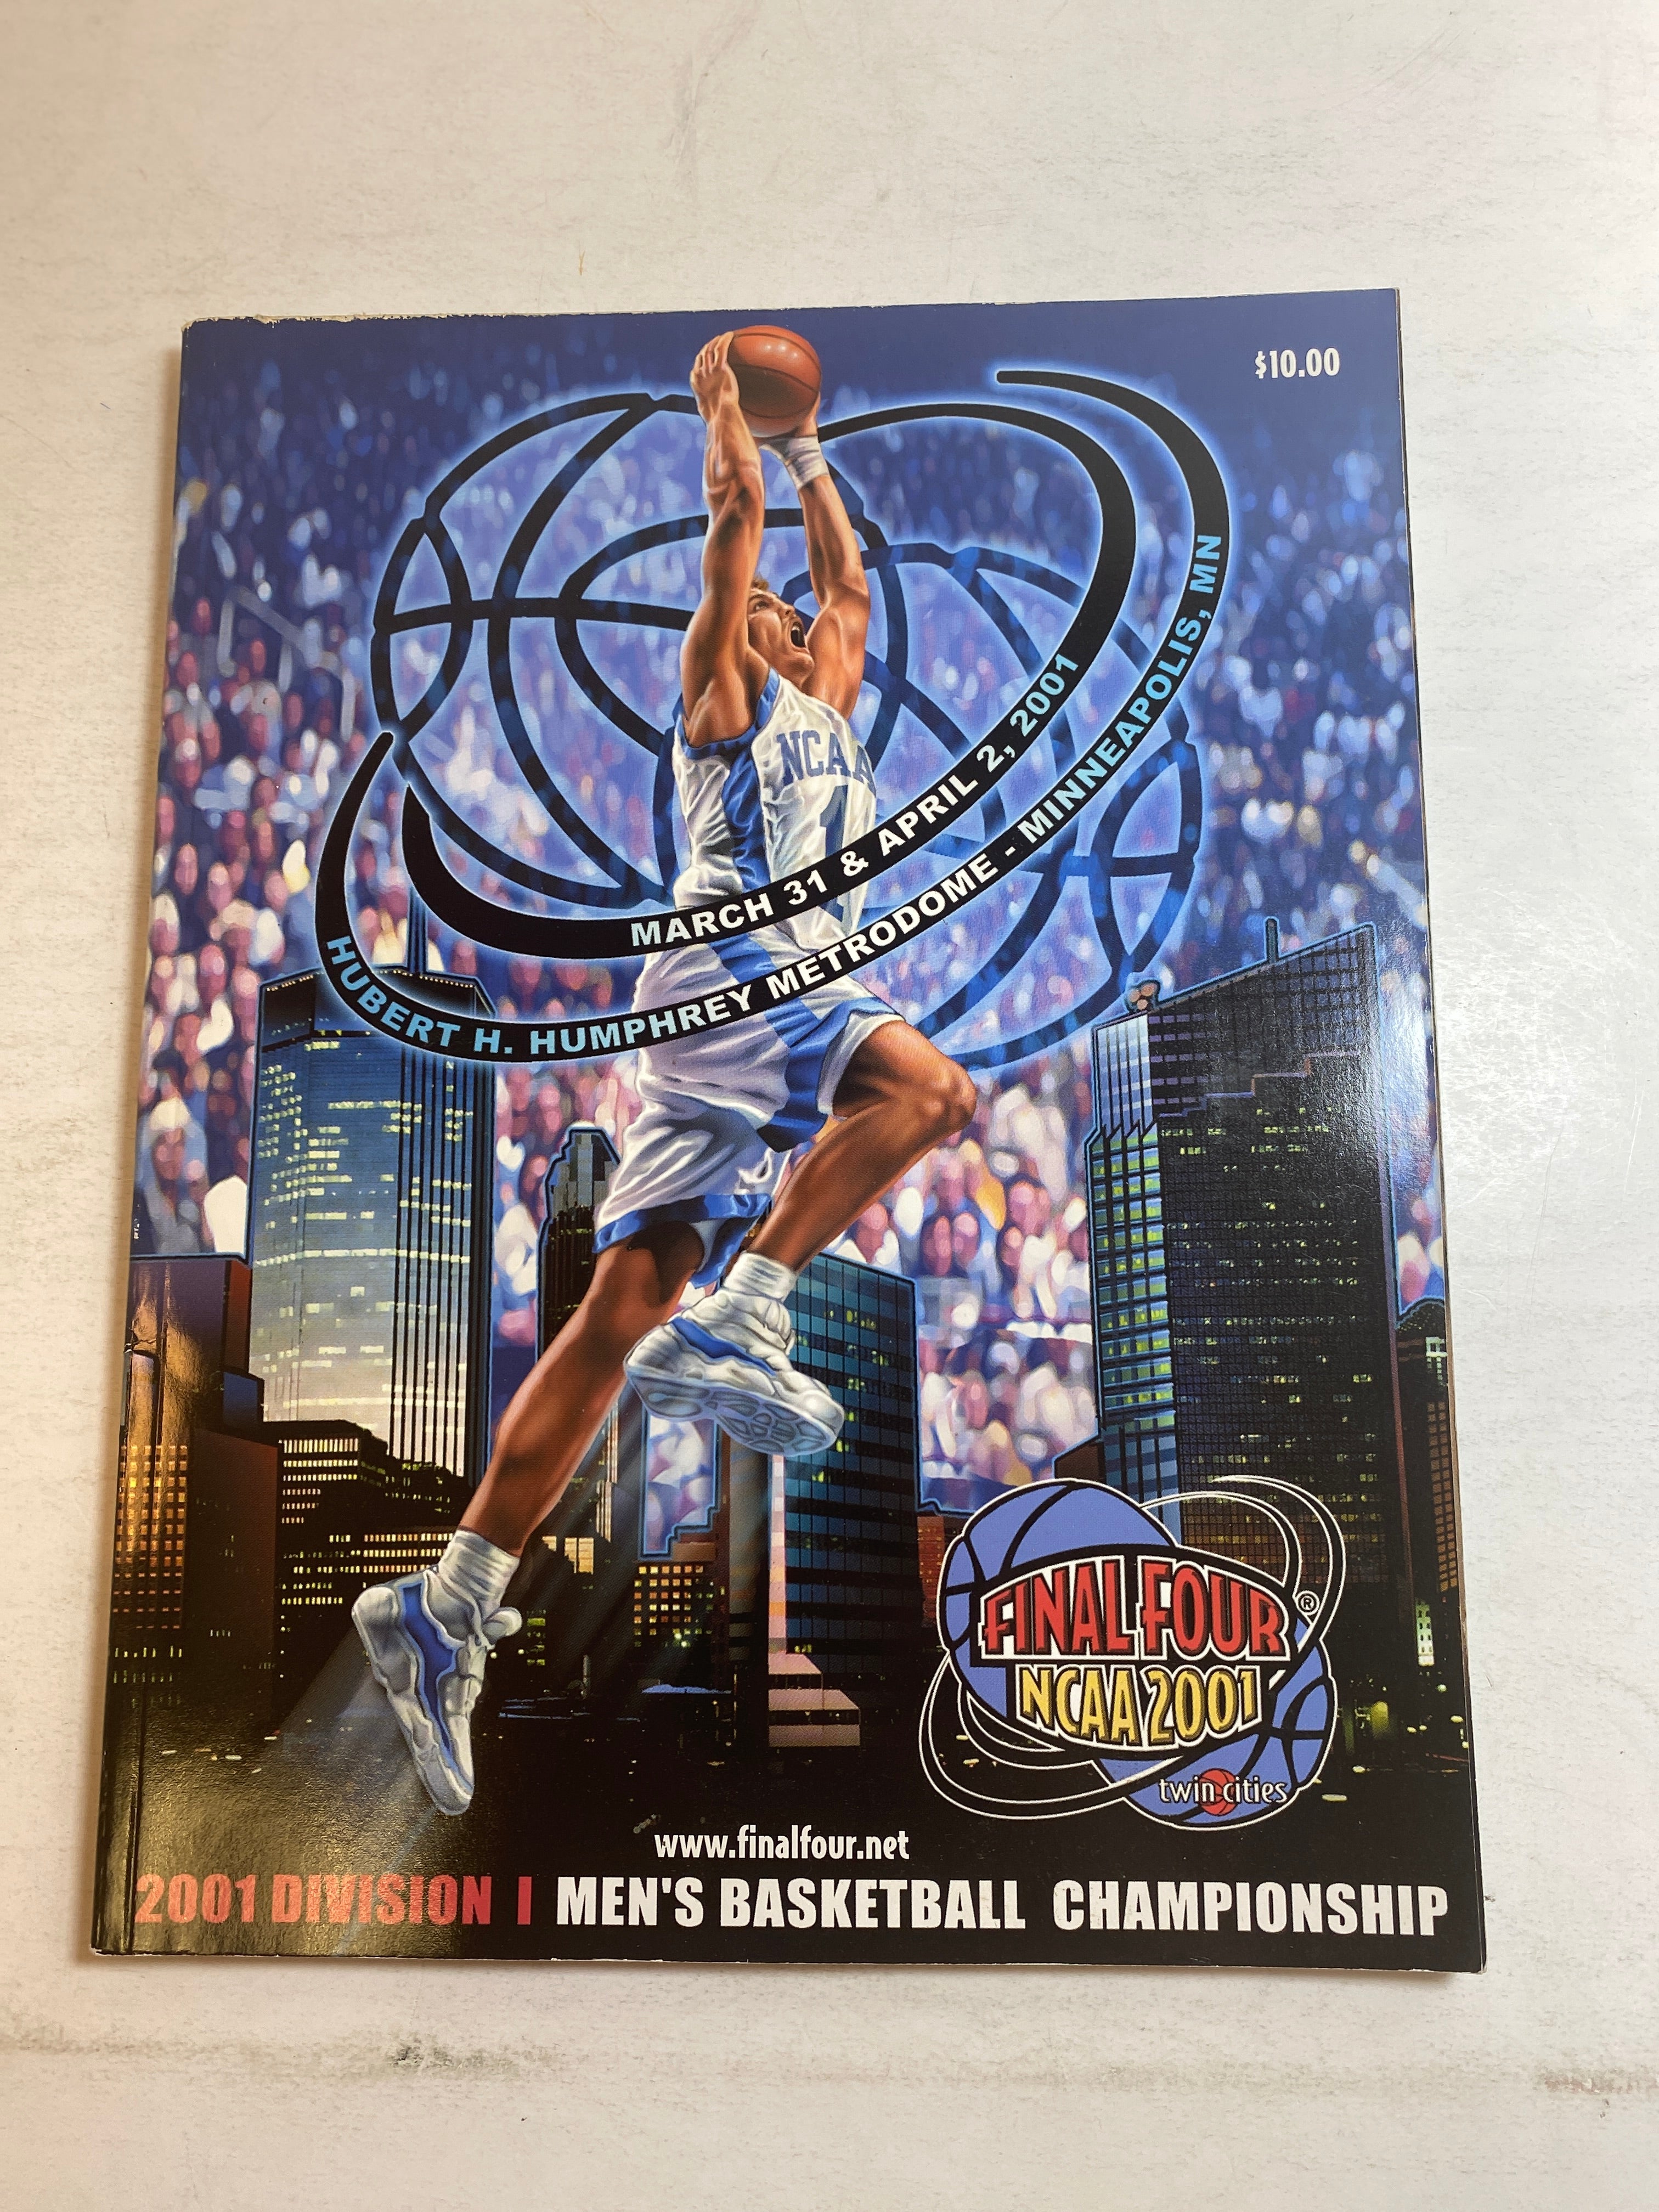 $10.00
MARCH 31 & APRIL 2, 2001
HUBERT H. HUMPHREY METRODOME - MINNEAPOLIS, MN
NCAA
1
FINAL FOUR®
NCAA 2001
twin cities
www.finalfour.net
2001 DIVISION I MEN'S BASKETBALL CHAMPIONSHIP